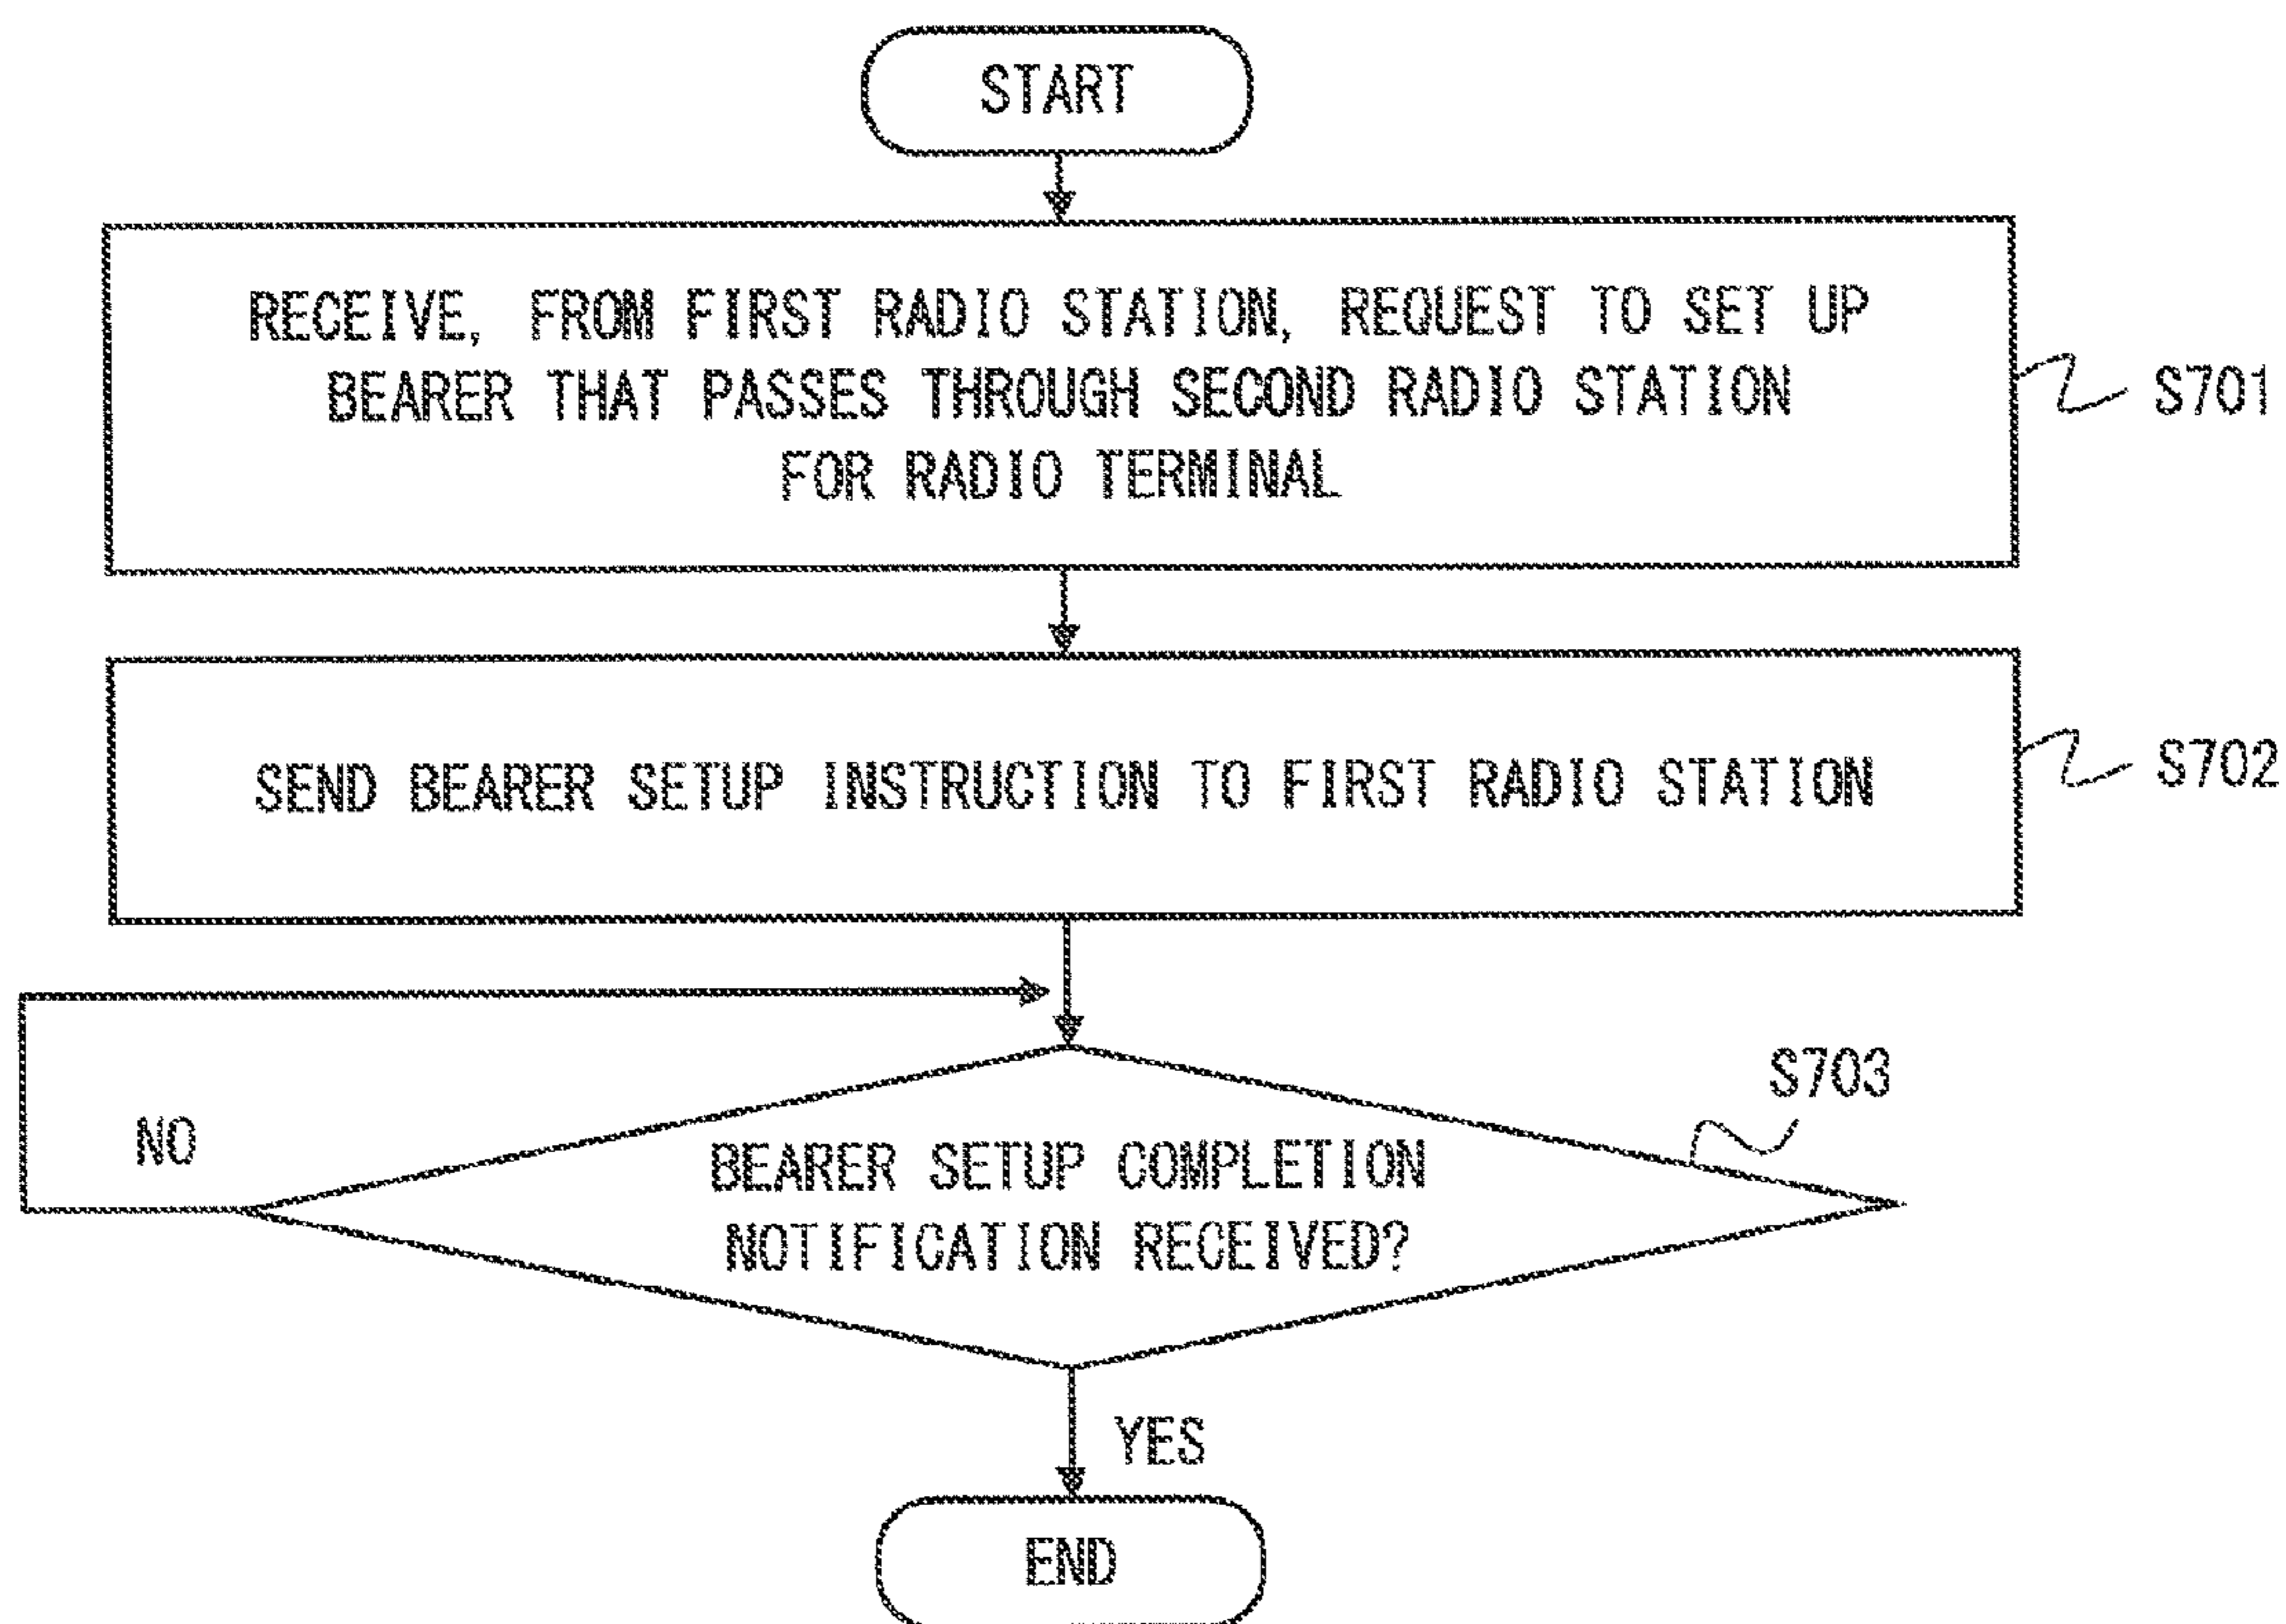 START
RECEIVE, FROM FIRST RADIO STATION, REQUEST TO SET UP
BEARER THAT PASSES THROUGH SECOND RADIO STATION
FOR RADIO TERMINAL
S701
SEND BEARER SETUP INSTRUCTION TO FIRST RADIO STATION
S702
S703
NO
BEARER SETUP COMPLETION
NOTIFICATION RECEIVED?
YES
END